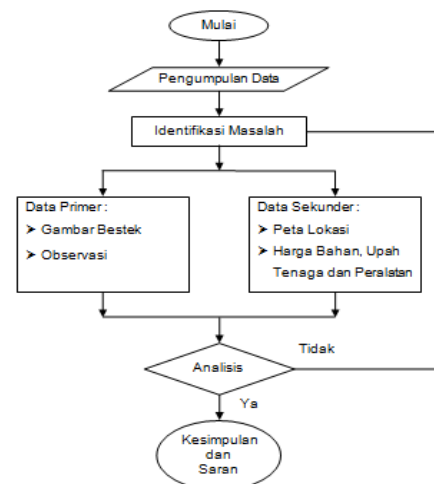 Mulai
Pengumpulan Data
Identifikasi Masalah
Data Primer :
➤ Gambar Bestek
➤ Observasi
Data Sekunder :
➤ Peta Lokasi
➤ Harga Bahan, Upah
Tenaga dan Peralatan
Analisis
Tidak
Ya
Kesimpulan
dan
Saran